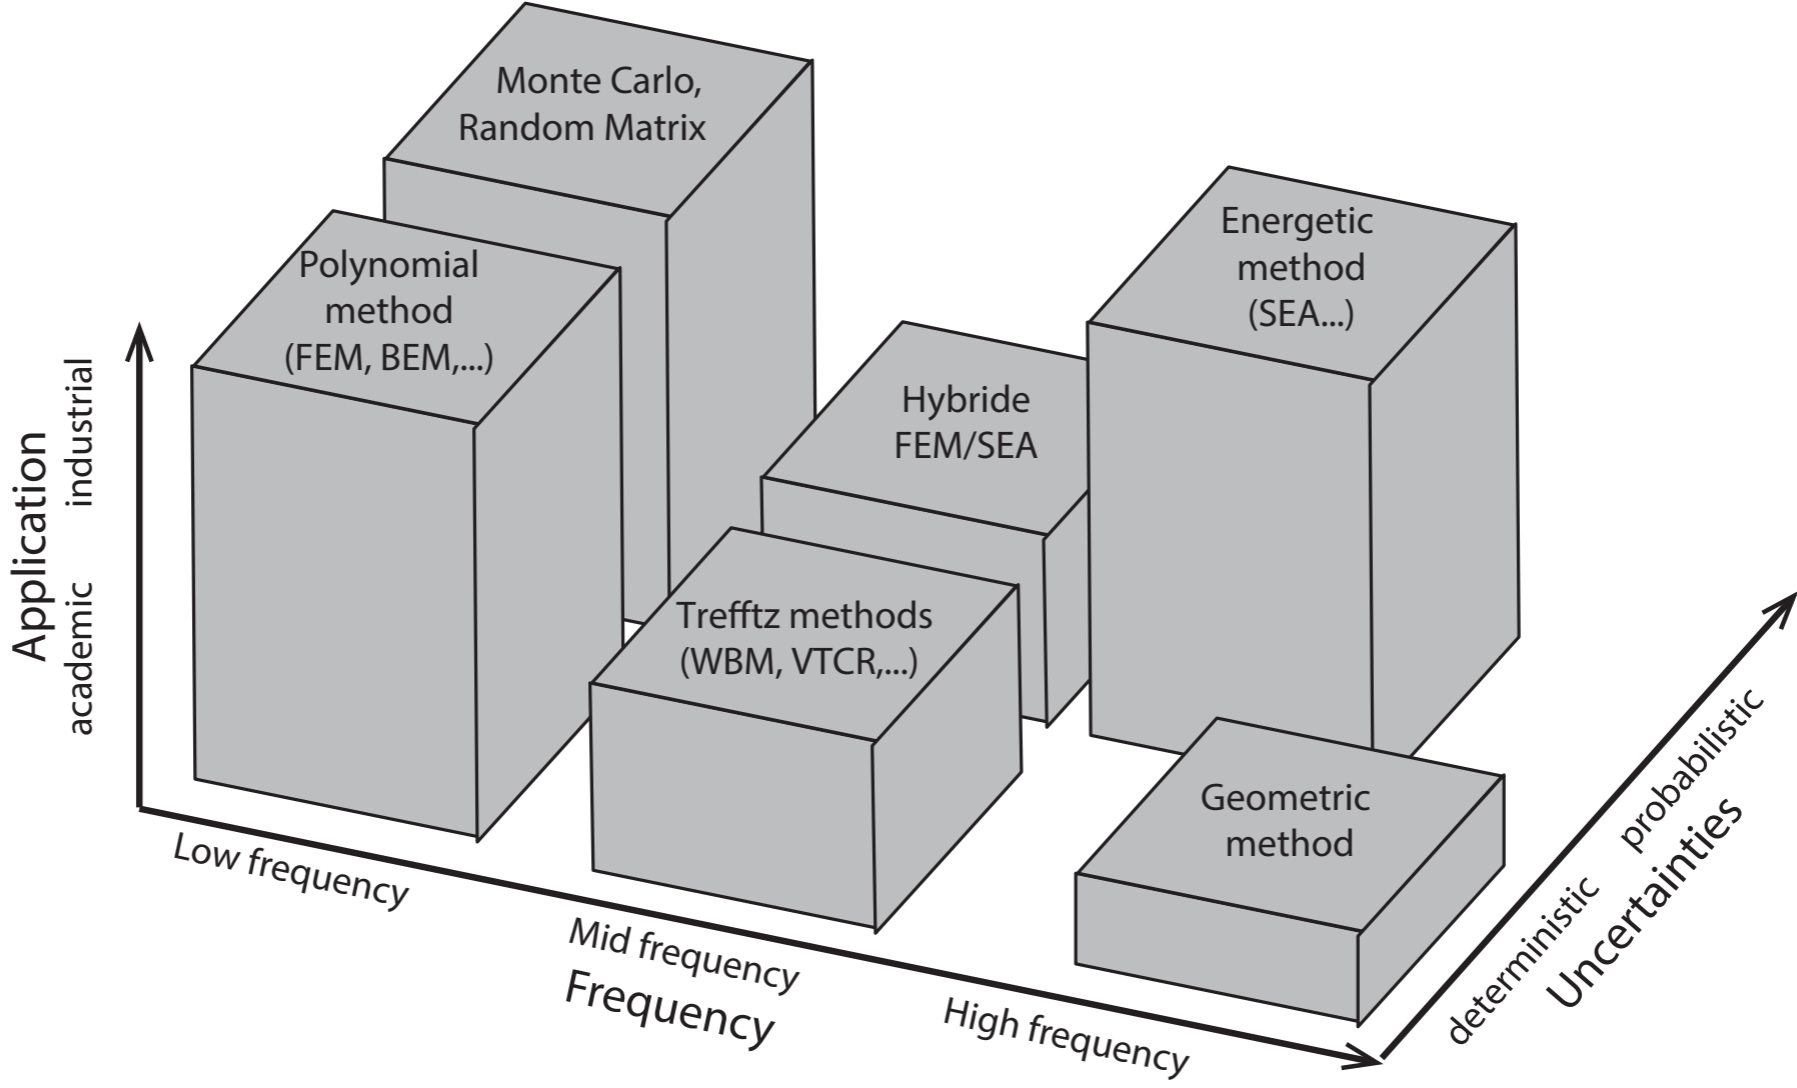 Monte Carlo,
Random Matrix
Polynomial
method
(FEM, BEM,...)
Energetic
method
(SEA...)
Hybride
FEM/SEA
Trefftz methods
(WBM, VTCR,...)
Geometric
method
Application
industrial
academic
Low frequency
Mid frequency
High frequency
Frequency
deterministic
probabilistic
Uncertainties